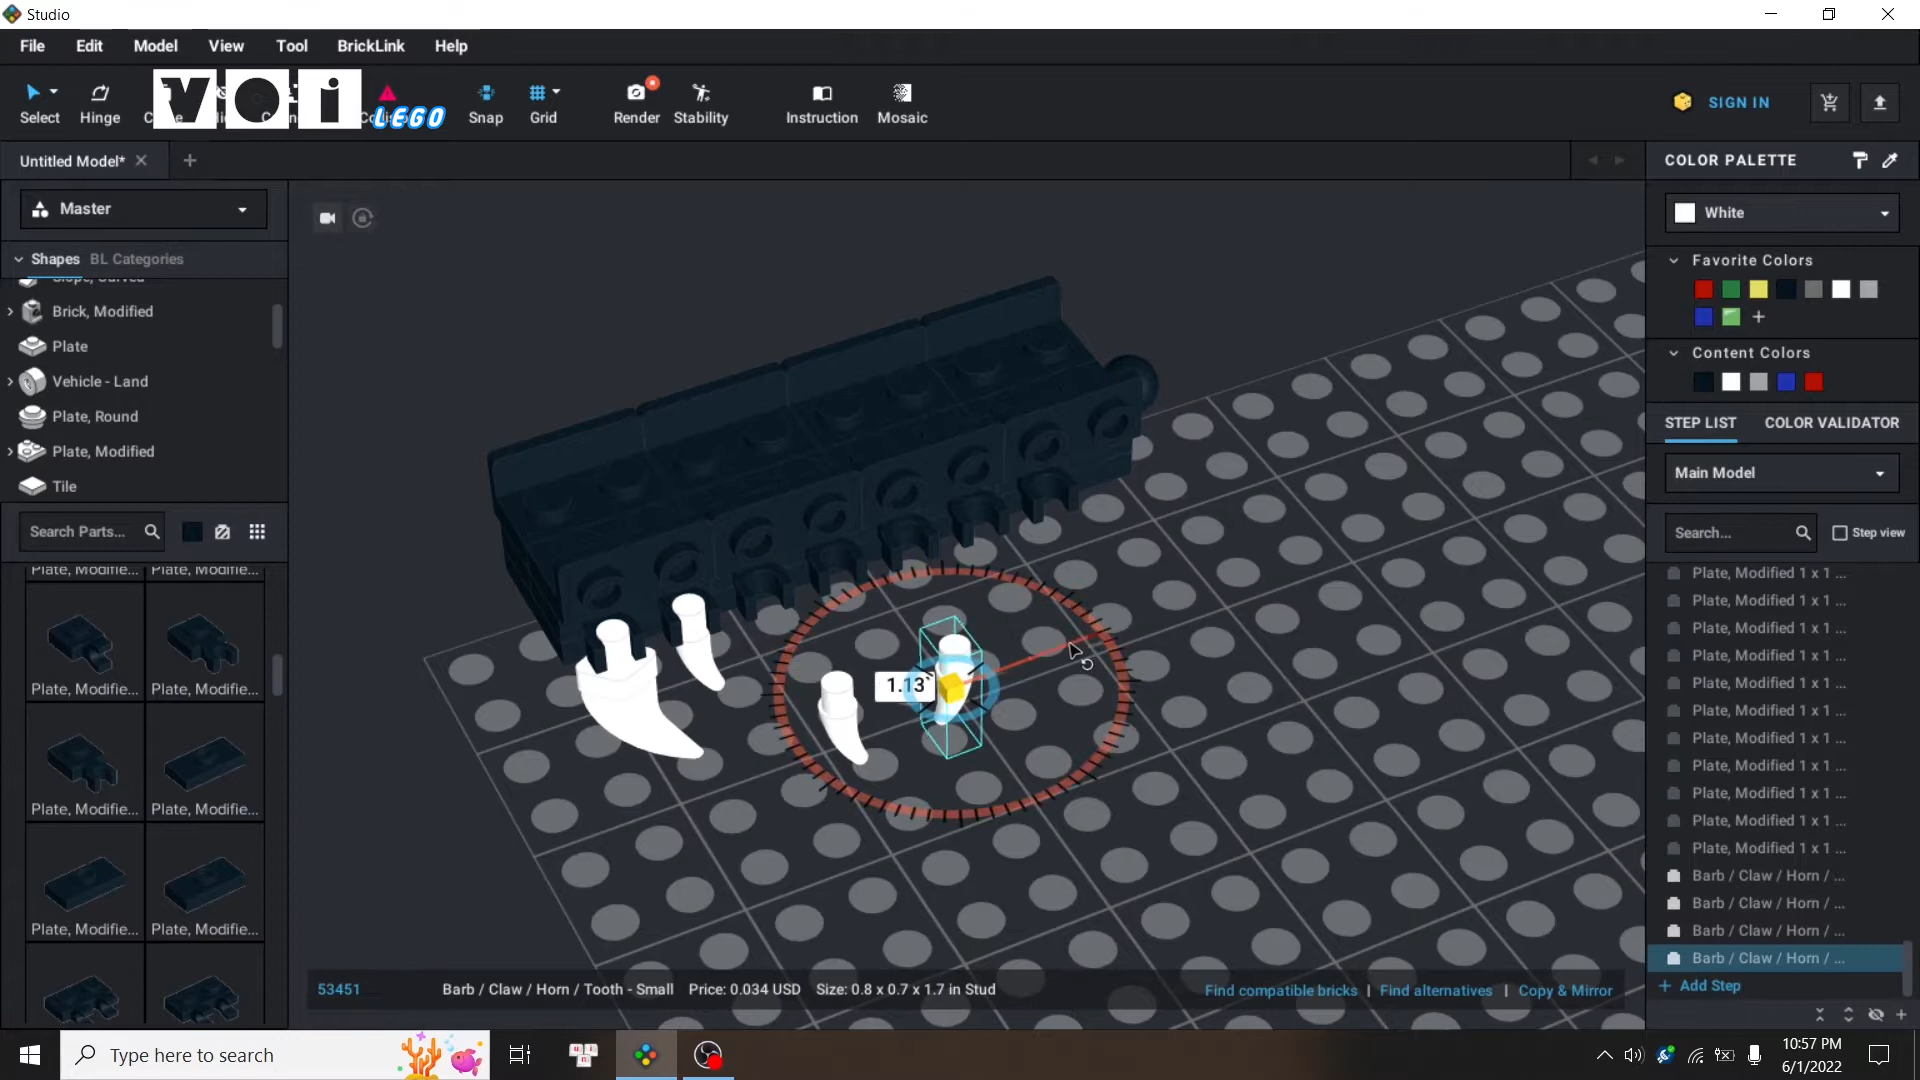 Studio
File Edit Model View Tool BrickLink Help
Select Hinge Snap Grid Render Stability Instruction Mosaic
voi LEGO
SIGN IN
Untitled Model*
COLOR PALETTE
Master
White
Shapes BL Categories
Favorite Colors
Slope, Curved
Brick, Modified
Plate
Content Colors
Vehicle - Land
Plate, Round
STEP LIST COLOR VALIDATOR
Plate, Modified
Main Model
Tile
Search Parts...
Search... Step view
Plate, Modifie... Plate, Modifie...
Plate, Modified 1 x 1 ...
Plate, Modified 1 x 1 ...
Plate, Modified 1 x 1 ...
Plate, Modified 1 x 1 ...
Plate, Modifie... Plate, Modifie...
1.13°
Plate, Modified 1 x 1 ...
Plate, Modified 1 x 1 ...
Plate, Modified 1 x 1 ...
Plate, Modified 1 x 1 ...
Plate, Modifie... Plate, Modifie...
Plate, Modified 1 x 1 ...
Plate, Modified 1 x 1 ...
Plate, Modified 1 x 1 ...
Barb / Claw / Horn / ...
Barb / Claw / Horn / ...
Barb / Claw / Horn / ...
Plate, Modifie... Plate, Modifie...
Barb / Claw / Horn / ...
Add Step
53451 Barb / Claw / Horn / Tooth - Small Price: 0.034 USD Size: 0.8 x 0.7 x 1.7 in Stud
Find compatible bricks | Find alternatives | Copy & Mirror
Type here to search
10:57 PM
6/1/2022